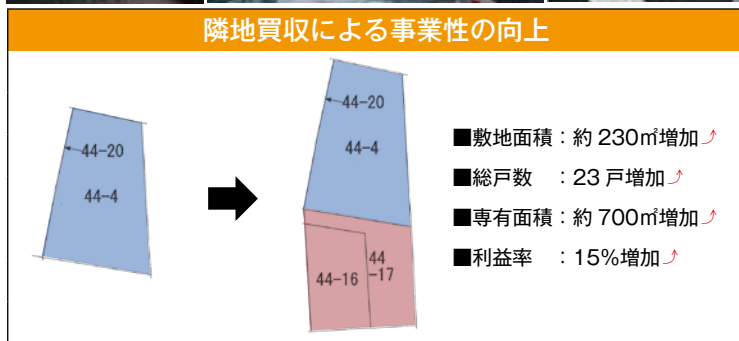 隣地買収による事業性の向上
44-20
44-4
44-20
44-4
44-16
44
-17
■敷地面積：約 230㎡増加⤴
■総戸数　：23 戸増加⤴
■専有面積：約 700㎡増加⤴
■利益率　：15%増加⤴